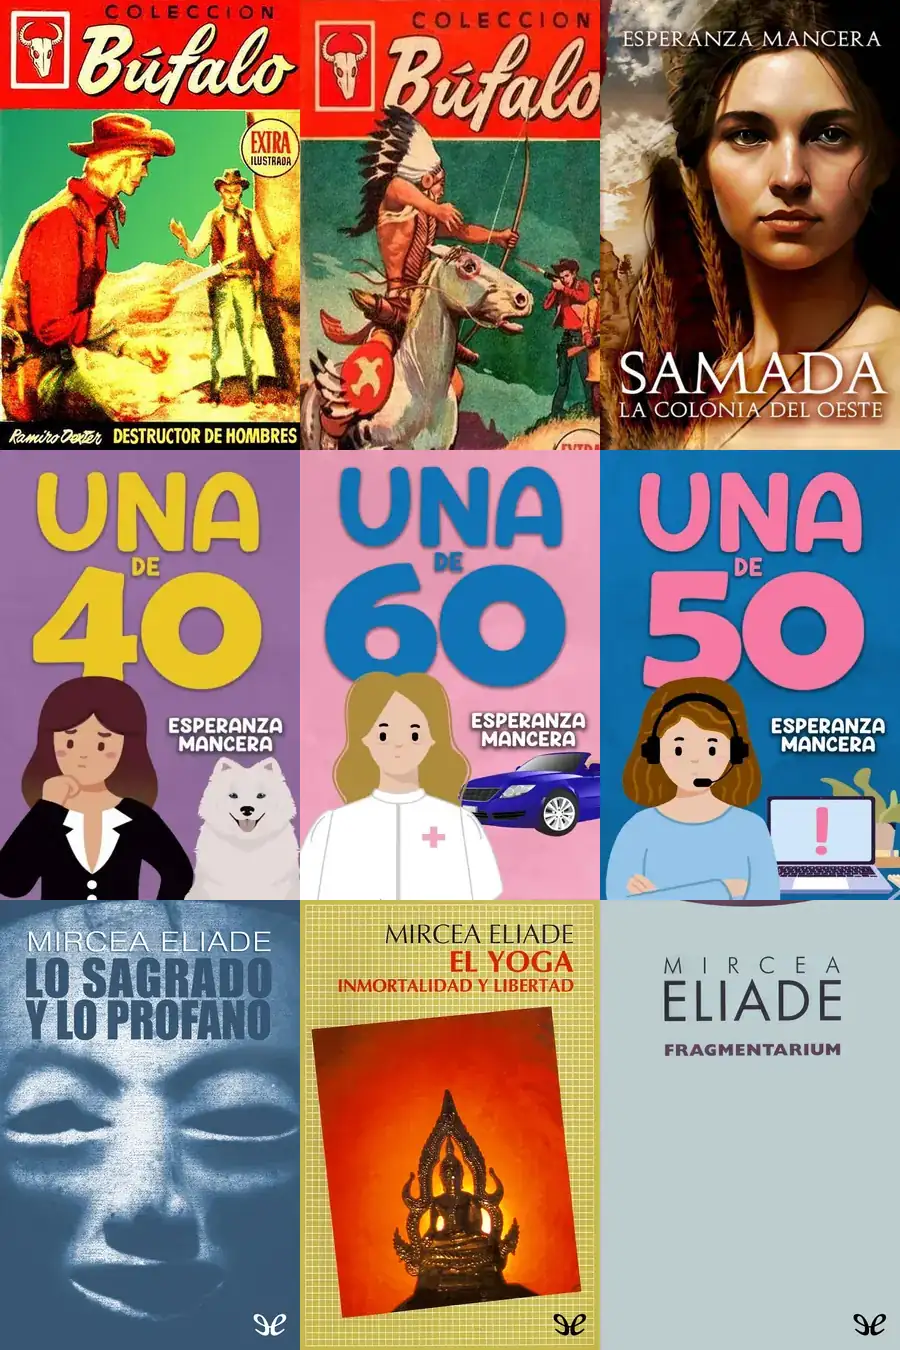 COLECCION
Búfalo
EXTRA
ILUSTRADA
Ramiro Dexter DESTRUCTOR DE HOMBRES
COLECCION
Búfalo
EXTRA
ESPERANZA MANCERA
SAMADA
LA COLONIA DEL OESTE
UNA
DE
40
ESPERANZA
MANCERA
UNA
DE
60
ESPERANZA
MANCERA
UNA
DE
50
ESPERANZA
MANCERA
!
MIRCEA ELIADE
LO SAGRADO
Y LO PROFANO
MIRCEA ELIADE
EL YOGA
INMORTALIDAD Y LIBERTAD
MIRCEA
ELIADE
FRAGMENTARIUM